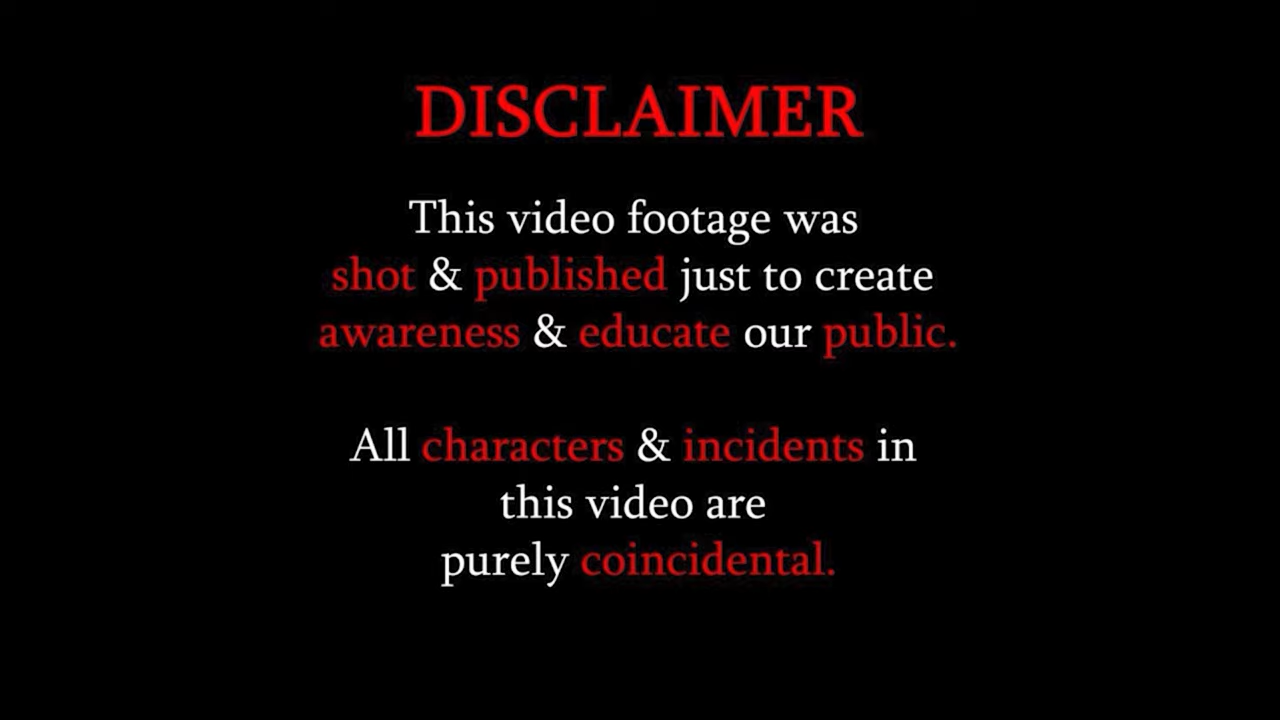 DISCLAIMER
This video footage was
shot & published just to create
awareness & educate our public.
All characters & incidents in
this video are
purely coincidental.